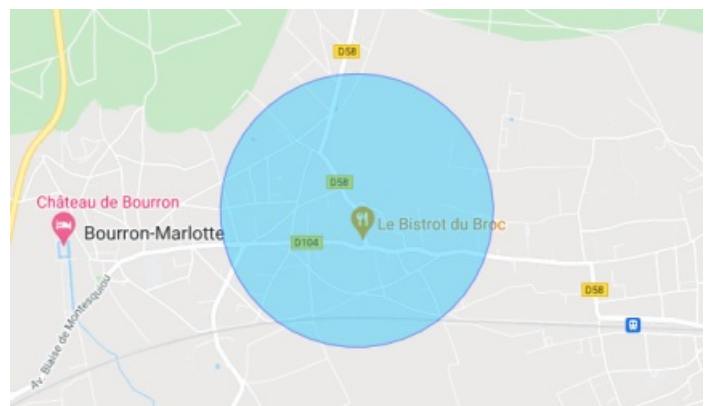 D58
D58
Château de Bourron
Bourron-Marlotte
Le Bistrot du Broc
D104
D58
Av. Blaise de Montesquiou